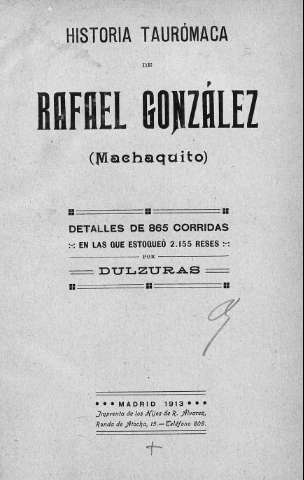 HISTORIA TAURÓMACA
DE
RAFAEL GONZÁLEZ
(Machaquito)
DETALLES DE 865 CORRIDAS
EN LAS QUE ESTOQUEÓ 2.155 RESES
POR
DULZURAS
MADRID 1913
Imprenta de los Hijos de R. Álvarez,
Ronda de Atocha, 15.—Teléfono 809.